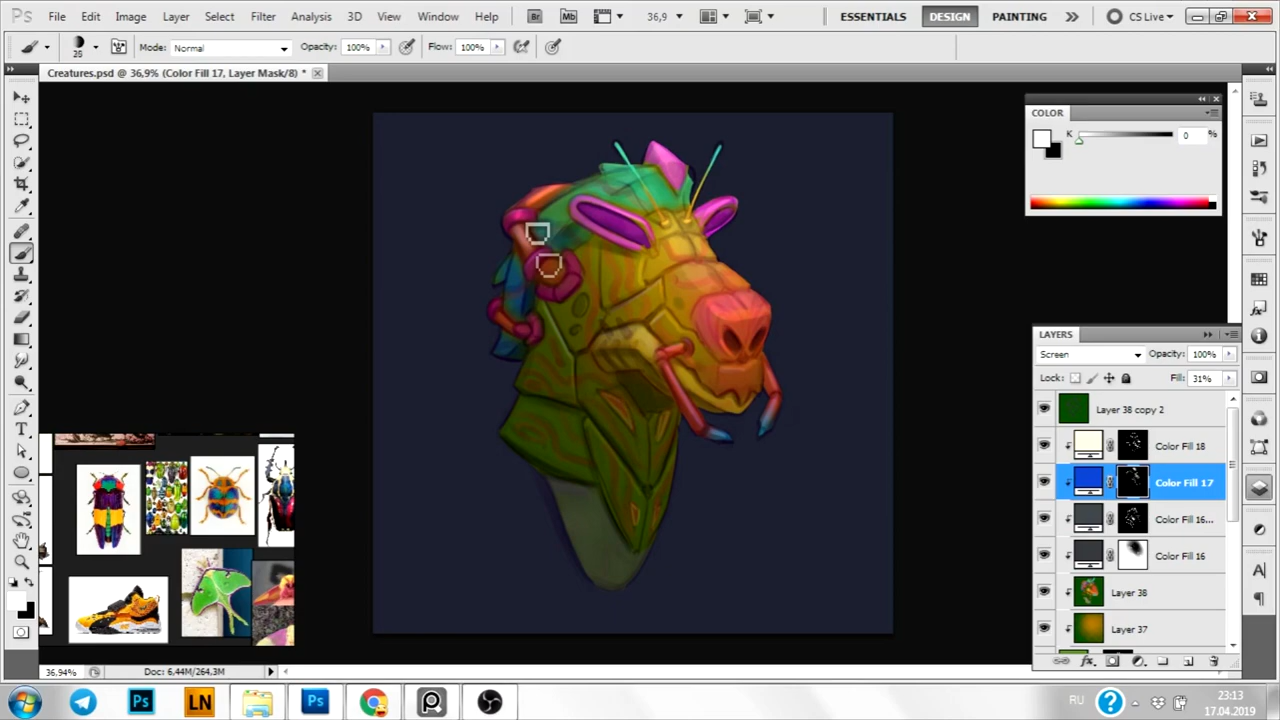 Ps File Edit Image Layer Select Filter Analysis 3D View Window Help Br Mb 36,9 ESSENTIALS DESIGN PAINTING CS Live
25 Mode: Normal Opacity: 100% Flow: 100%
Creatures.psd @ 36,9% (Color Fill 17, Layer Mask/8) *
COLOR
K 0 %
LAYERS
Screen Opacity: 100%
Lock: Fill: 31%
Layer 38 copy 2
Color Fill 18
Color Fill 17
Color Fill 16...
Color Fill 16
Layer 38
Layer 37
36,94% Doc: 6,44M/264,3M
Ps LN Ps RU 23:13
17.04.2019